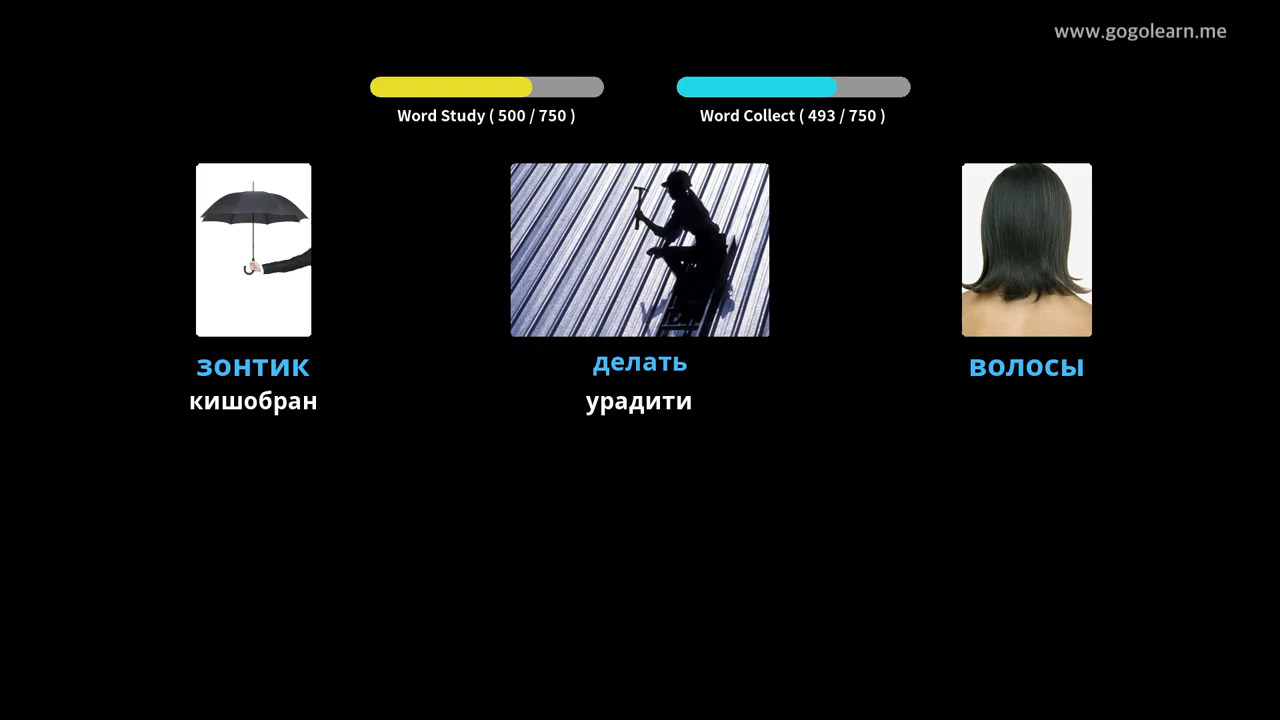 www.gogolearn.me
Word Study ( 500 / 750 )
Word Collect ( 493 / 750 )
зонтик
кишобран
делать
урадити
волосы